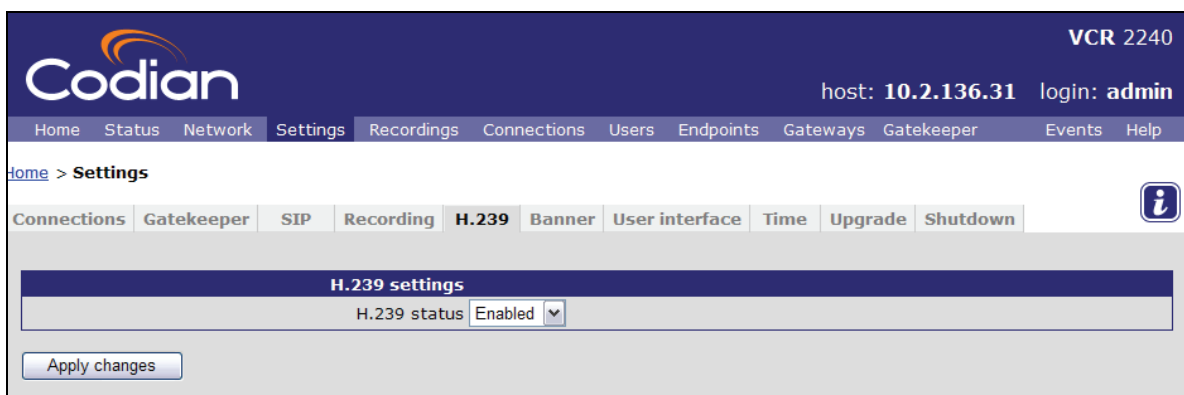 Codian
VCR 2240
host: 10.2.136.31 login: admin
Home Status Network Settings Recordings Connections Users Endpoints Gateways Gatekeeper Events Help
Home > Settings
i
Connections Gatekeeper SIP Recording H.239 Banner User interface Time Upgrade Shutdown
H.239 settings
H.239 status Enabled
Apply changes